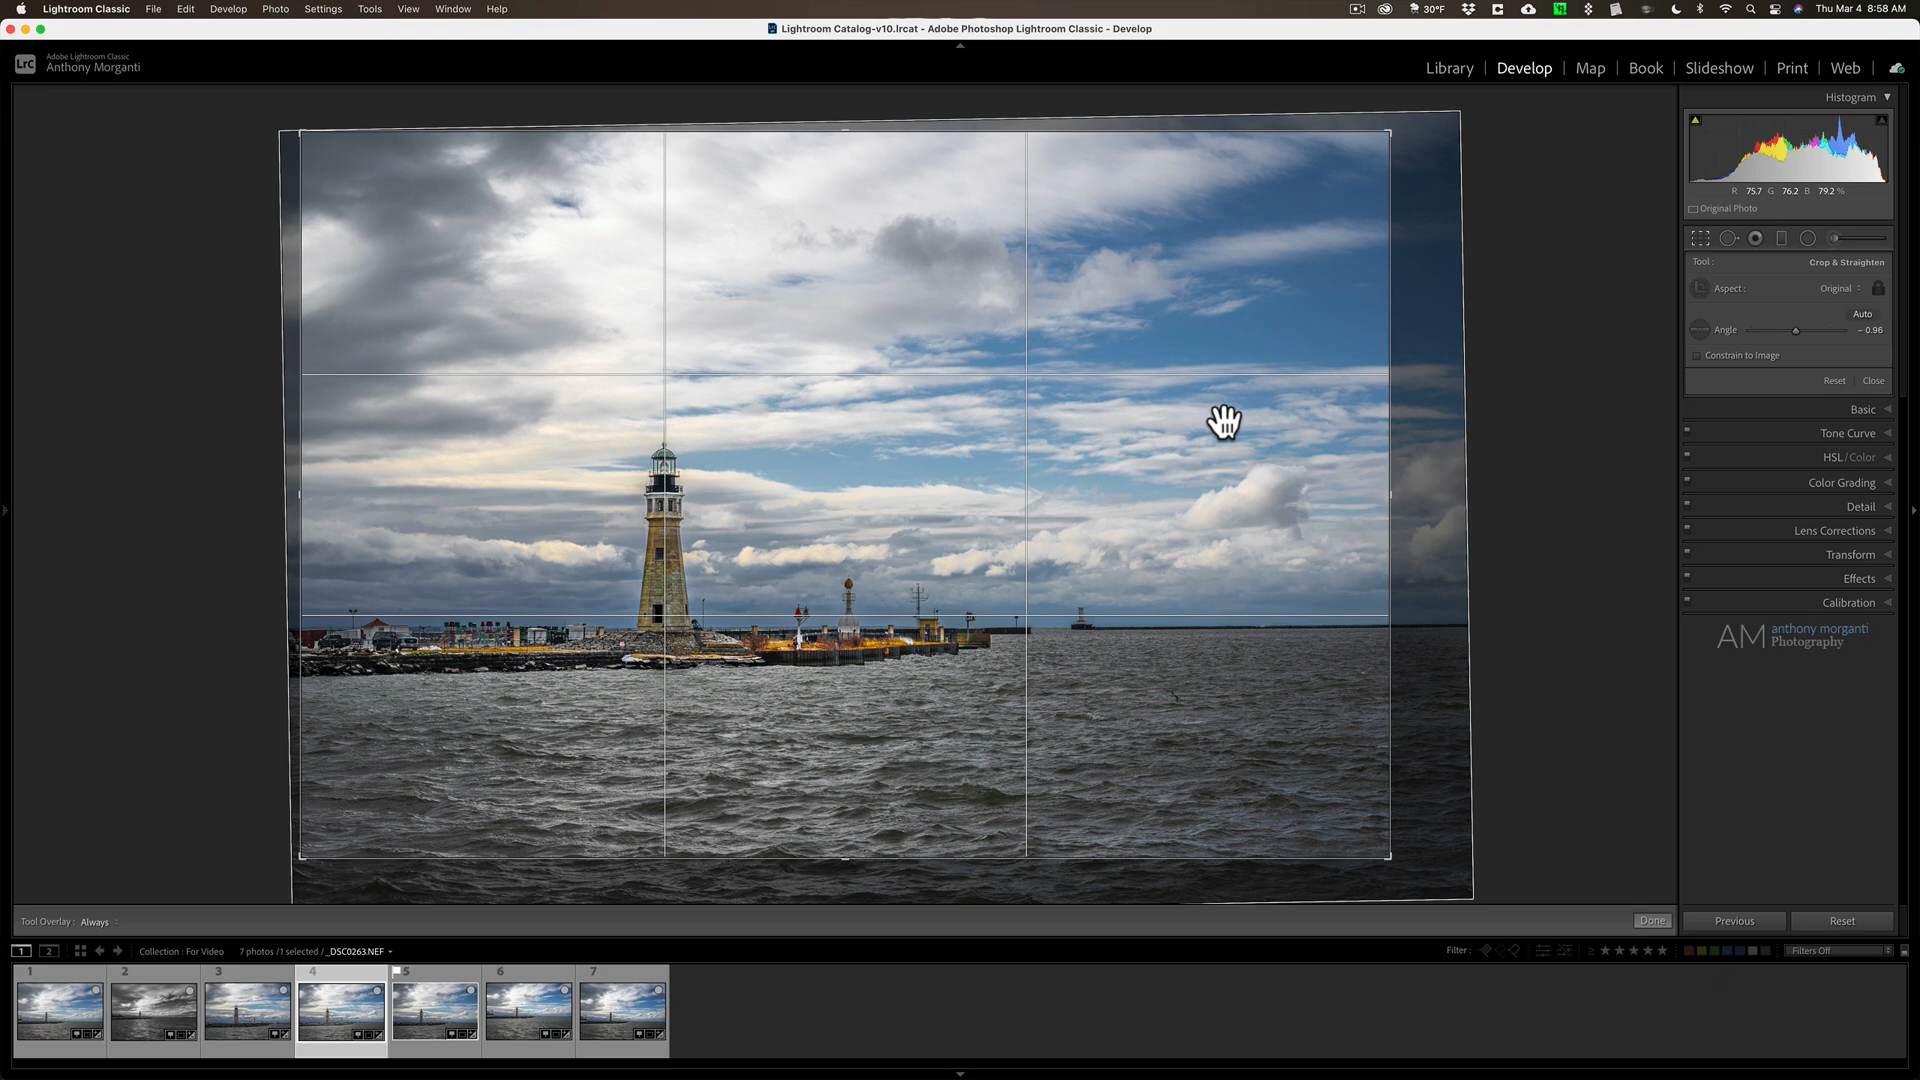 Lightroom Classic File Edit Develop Photo Settings Tools View Window Help 30°F Thu Mar 4 8:58 AM
Lightroom Catalog-v10.lrcat - Adobe Photoshop Lightroom Classic - Develop
LrC
Adobe Lightroom Classic
Anthony Morganti
Library | Develop | Map | Book | Slideshow | Print | Web
Histogram
R 75.7 G 76.2 B 79.2 %
Original Photo
Tool : Crop & Straighten
Aspect : Original
Auto
Angle - 0.96
Constrain to Image
Reset Close
Basic
Tone Curve
HSL / Color
Color Grading
Detail
Lens Corrections
Transform
Effects
Calibration
AM anthony morganti
Photography
Tool Overlay : Always
Done
Previous Reset
1 2 Collection : For Video 7 photos / 1 selected / _DSC0263.NEF
Filter : ≥ ★★★★★ Filters Off
1 2 3 4 5 6 7